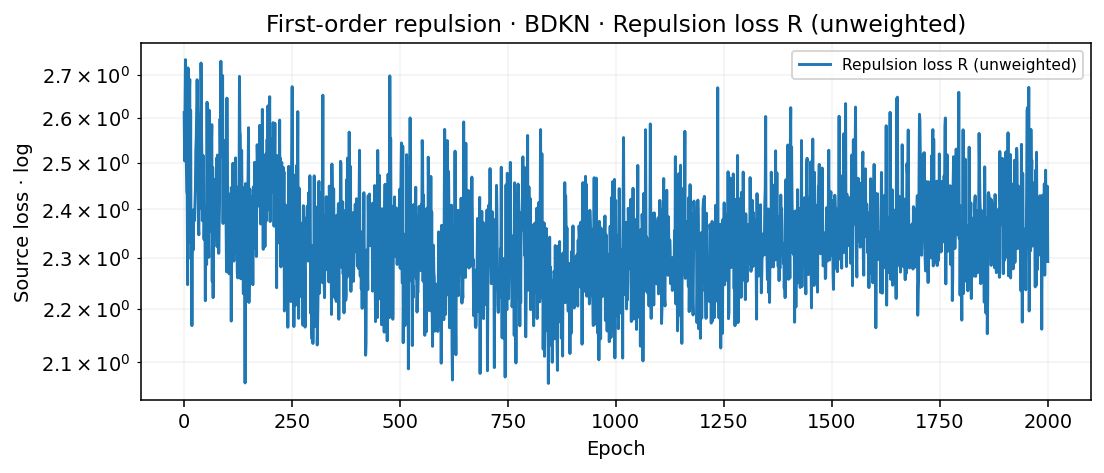 First-order repulsion · BDKN · Repulsion loss R (unweighted)
Repulsion loss R (unweighted)
2.7 × 10⁰
2.6 × 10⁰
2.5 × 10⁰
2.4 × 10⁰
2.3 × 10⁰
2.2 × 10⁰
2.1 × 10⁰
Source loss · log
0 250 500 750 1000 1250 1500 1750 2000
Epoch